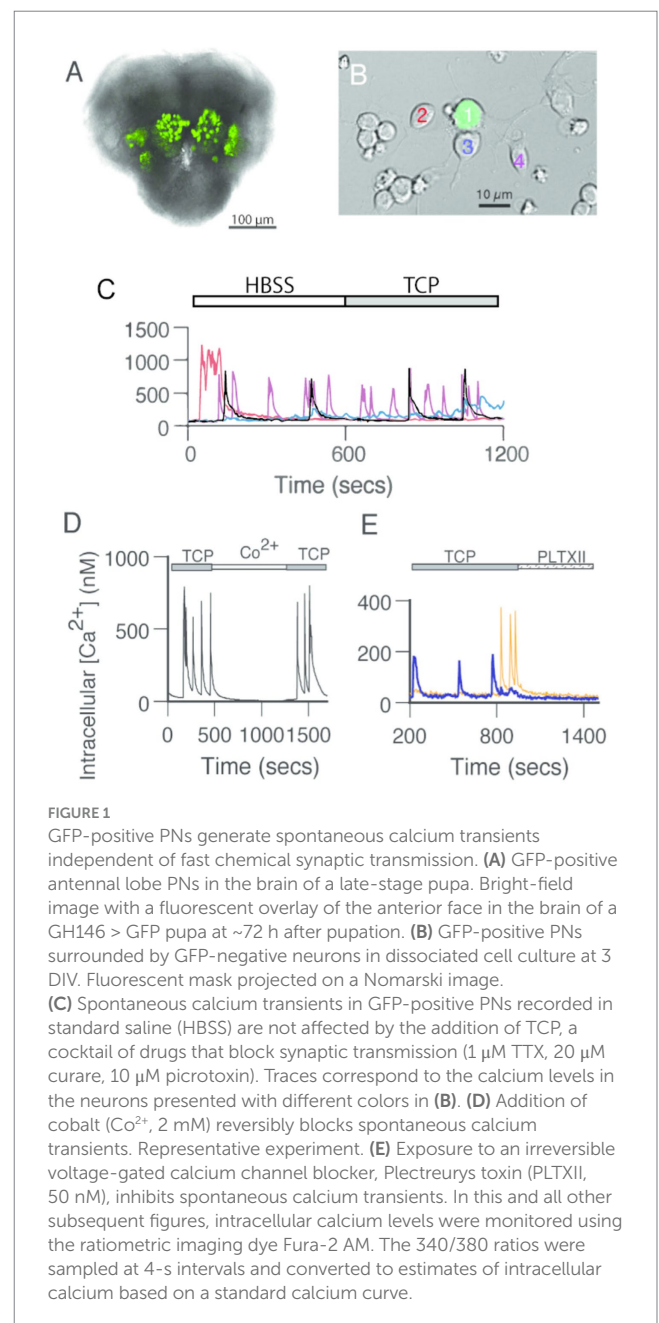 A
100 µm
B
1
2
3
4
10 µm
C
HBSS TCP
1500
1000
500
0
0 600 1200
Time (secs)
D
TCP Co2+ TCP
Intracellular [Ca2+] (nM)
1000
500
0
0 500 1000 1500
Time (secs)
E
TCP PLTXII
400
200
0
200 800 1400
Time (secs)
FIGURE 1
GFP-positive PNs generate spontaneous calcium transients
independent of fast chemical synaptic transmission. (A) GFP-positive
antennal lobe PNs in the brain of a late-stage pupa. Bright-field
image with a fluorescent overlay of the anterior face in the brain of a
GH146 > GFP pupa at ~72 h after pupation. (B) GFP-positive PNs
surrounded by GFP-negative neurons in dissociated cell culture at 3
DIV. Fluorescent mask projected on a Nomarski image.
(C) Spontaneous calcium transients in GFP-positive PNs recorded in
standard saline (HBSS) are not affected by the addition of TCP, a
cocktail of drugs that block synaptic transmission (1 µM TTX, 20 µM
curare, 10 µM picrotoxin). Traces correspond to the calcium levels in
the neurons presented with different colors in (B). (D) Addition of
cobalt (Co2+, 2 mM) reversibly blocks spontaneous calcium
transients. Representative experiment. (E) Exposure to an irreversible
voltage-gated calcium channel blocker, Plectreurys toxin (PLTXII,
50 nM), inhibits spontaneous calcium transients. In this and all other
subsequent figures, intracellular calcium levels were monitored using
the ratiometric imaging dye Fura-2 AM. The 340/380 ratios were
sampled at 4-s intervals and converted to estimates of intracellular
calcium based on a standard calcium curve.